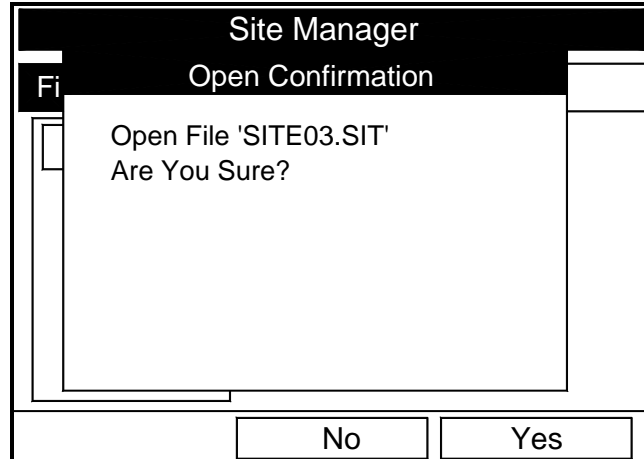 Site Manager
Open Confirmation
Fi
Open File 'SITE03.SIT'
Are You Sure?
No
Yes